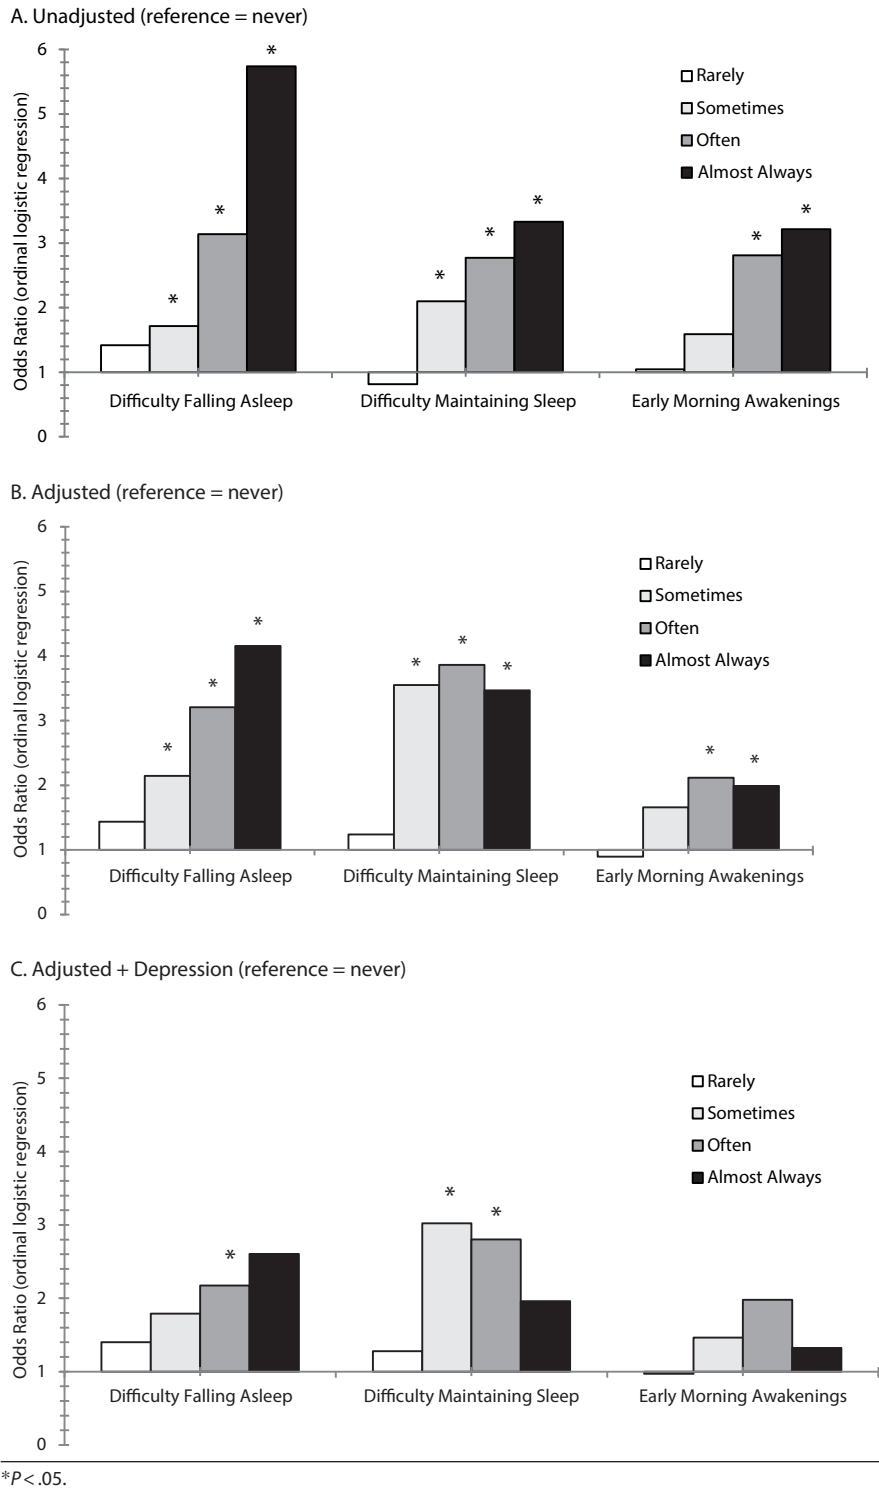 A. Unadjusted (reference = never)
Odds Ratio (ordinal logistic regression)
6
5
4
3
2
1
0
*
*
*
*
*
*
*
*
Rarely
Sometimes
Often
Almost Always
Difficulty Falling Asleep
Difficulty Maintaining Sleep
Early Morning Awakenings
B. Adjusted (reference = never)
Odds Ratio (ordinal logistic regression)
6
5
4
3
2
1
0
*
*
*
*
*
*
*
*
Rarely
Sometimes
Often
Almost Always
Difficulty Falling Asleep
Difficulty Maintaining Sleep
Early Morning Awakenings
C. Adjusted + Depression (reference = never)
Odds Ratio (ordinal logistic regression)
6
5
4
3
2
1
0
*
*
*
Rarely
Sometimes
Often
Almost Always
Difficulty Falling Asleep
Difficulty Maintaining Sleep
Early Morning Awakenings
*P < .05.